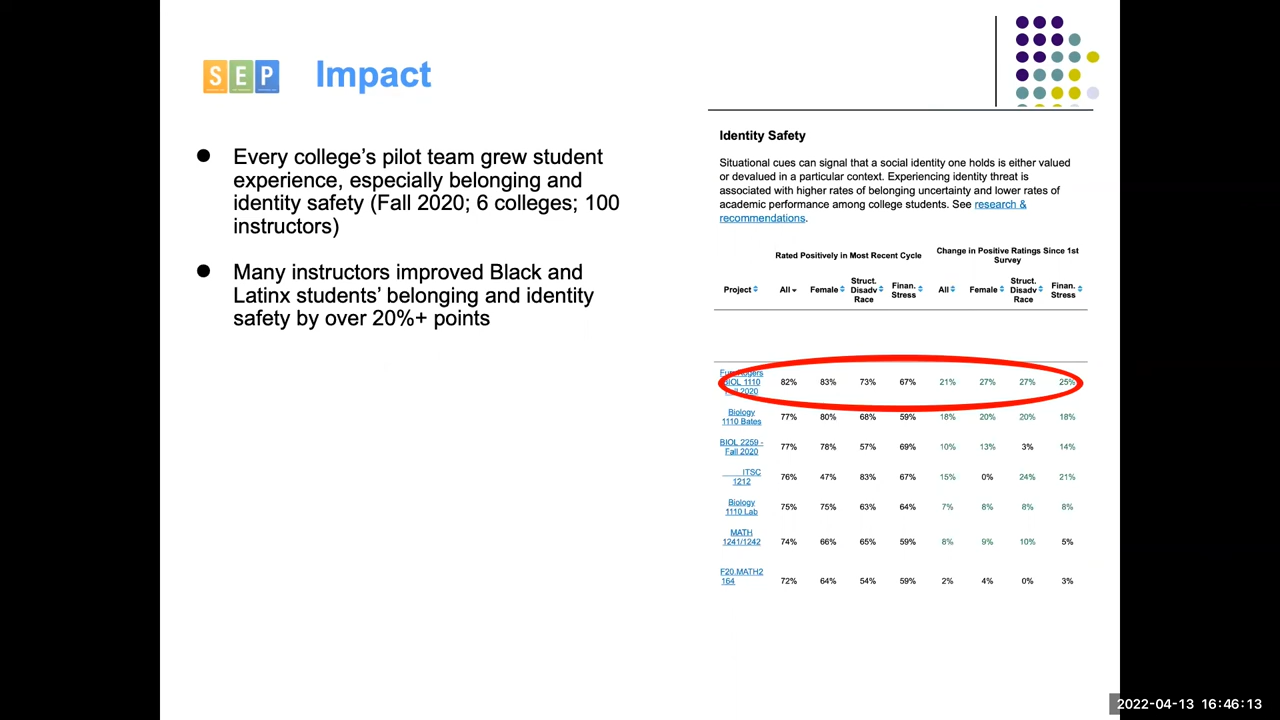 SEP Impact
● Every college's pilot team grew student
experience, especially belonging and
identity safety (Fall 2020; 6 colleges; 100
instructors)
● Many instructors improved Black and
Latinx students' belonging and identity
safety by over 20%+ points
Identity Safety
Situational cues can signal that a social identity one holds is either valued
or devalued in a particular context. Experiencing identity threat is
associated with higher rates of belonging uncertainty and lower rates of
academic performance among college students. See research &
recommendations.
Rated Positively in Most Recent Cycle
Change in Positive Ratings Since 1st
Survey
Project All Female Struct. Disadv Race Finan. Stress All Female Struct. Disadv Race Finan. Stress
BIOL 1110
2020 82% 83% 73% 67% 21% 27% 27% 25%
Biology
1110 Bates 77% 80% 68% 59% 18% 20% 20% 18%
BIOL 2259 -
Fall 2020 77% 78% 57% 69% 10% 13% 3% 14%
ITSC
1212 76% 47% 83% 67% 15% 0% 24% 21%
Biology
1110 Lab 75% 75% 63% 64% 7% 8% 8% 8%
MATH
1241/1242 74% 66% 65% 59% 8% 9% 10% 5%
F20.MATH2
164 72% 64% 54% 59% 2% 4% 0% 3%
2022-04-13 16:46:13